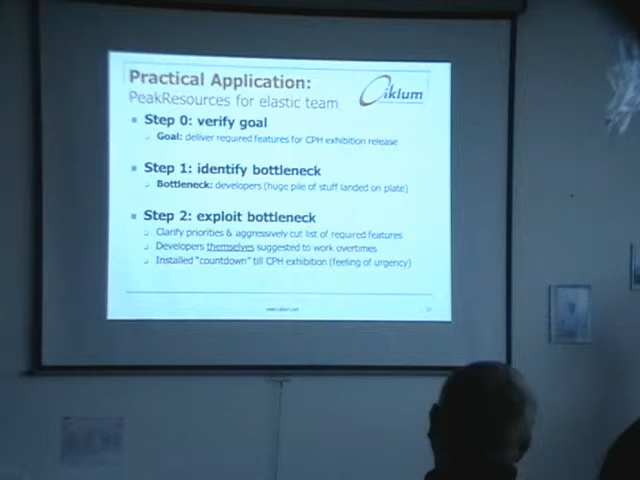 Practical Application:
PeakResources for elastic team
Ciklum
Step 0: verify goal
Goal: deliver required features for CPH exhibition release
Step 1: identify bottleneck
Bottleneck: developers (huge pile of stuff landed on plate)
Step 2: exploit bottleneck
Clarify priorities & aggressively cut list of required features
Developers themselves suggested to work overtimes
Installed "countdown" till CPH exhibition (feeling of urgency)
www.ciklum.net